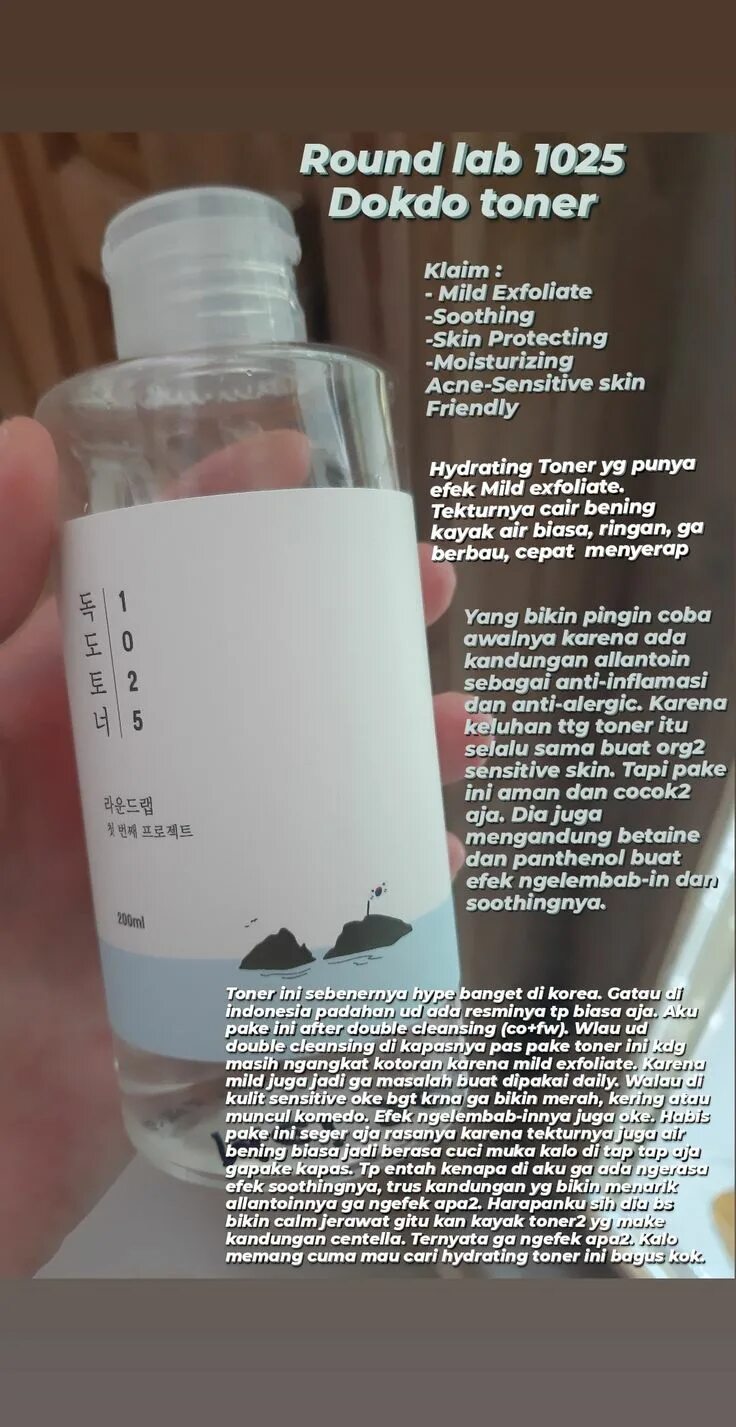 Round lab 1025
Dokdo toner
Klaim :
- Mild Exfoliate
-Soothing
-Skin Protecting
-Moisturizing
Acne-Sensitive skin
Friendly
Hydrating Toner yg punya
efek Mild exfoliate.
Tekturnya cair bening
kayak air biasa, ringan, ga
berbau, cepat menyerap
Yang bikin pingin coba
awalnya karena ada
kandungan allantoin
sebagai anti-inflamasi
dan anti-alergic. Karena
keluhan ttg toner itu
selalu sama buat org2
sensitive skin. Tapi pake
ini aman dan cocok2
aja. Dia juga
mengandung betaine
dan panthenol buat
efek ngelembab-in dan
soothingnya.
독 1
도 0
토 2
너 5
라운드랩
첫 번째 프로젝트
200ml
Toner ini sebenernya hype banget di korea. Gatau di
indonesia padahan ud ada resminya tp biasa aja. Aku
pake ini after double cleansing (co+fw). Wlau ud
double cleansing di kapasnya pas pake toner ini kdg
masih ngangkat kotoran karena mild exfoliate. Karena
mild juga jadi ga masalah buat dipakai daily. Walau di
kulit sensitive oke bgt krna ga bikin merah, kering atau
muncul komedo. Efek ngelembab-innya juga oke. Habis
pake ini seger aja rasanya karena tekturnya juga air
bening biasa jadi berasa cuci muka kalo di tap tap aja
gapake kapas. Tp entah kenapa di aku ga ada ngerasa
efek soothingnya, trus kandungan yg bikin menarik
allantoinnya ga ngefek apa2. Harapanku sih dia bs
bikin calm jerawat gitu kan kayak toner2 yg make
kandungan centella. Ternyata ga ngefek apa2. Kalo
memang cuma mau cari hydrating toner ini bagus kok.